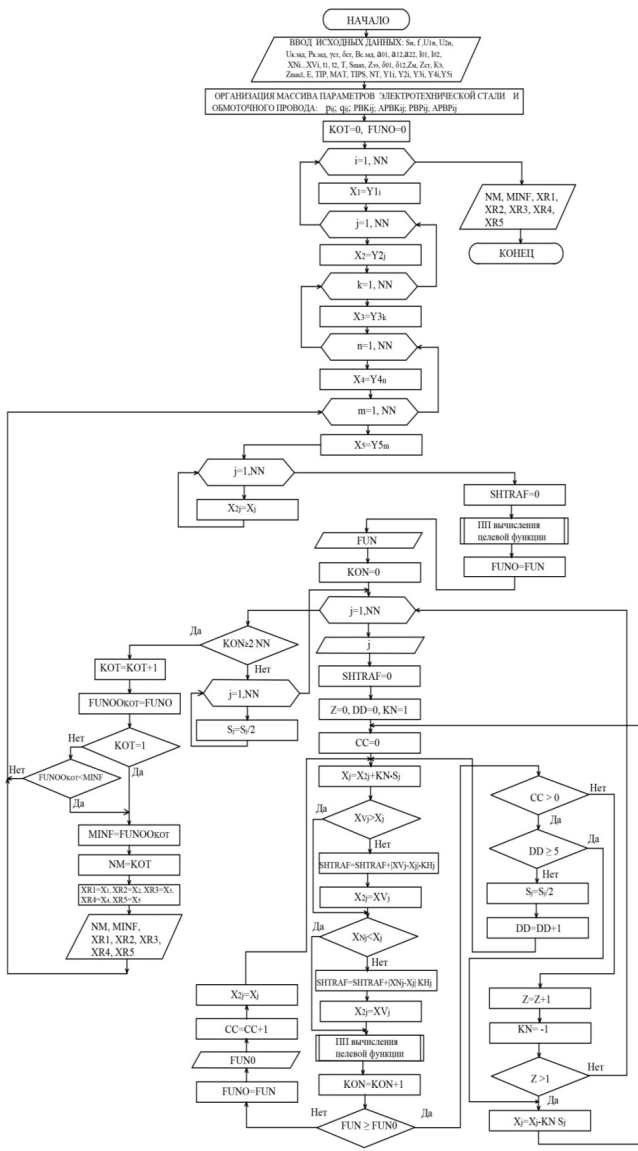 НАЧАЛО
ВВОД ИСХОДНЫХ ДАННЫХ: Sн, f ,U1н, U2н,
Uк.зад, Pк.зад, yст, бст, Bс.зад, a01, a12,a22, l01, l02,
XNi...XVi, t1, t2, T, Smax, Zээ, δ01, δ12,Zм, Zст, Кэ,
Zmacl, E, TIP, MAT, TIPS, NT, Y1i, Y2i, Y3i, Y4i,Y5i
ОРГАНИЗАЦИЯ МАССИВА ПАРАМЕТРОВ ЭЛЕКТРОТЕХНИЧЕСКОЙ СТАЛИ И
ОБМОТОЧНОГО ПРОВОДА: pij; qij; PBKij; APBKij; PBPij; APBPij
KOT=0, FUNO=0
i=1, NN
X1=Y1i
NM, MINF, XR1,
XR2, XR3, XR4,
XR5
КОНЕЦ
j=1, NN
X2=Y2j
k=1, NN
X3=Y3k
n=1, NN
X4=Y4n
m=1, NN
X5=Y5m
j=1,NN
X2j=Xj
SHTRAF=0
ПП вычисления
целевой функции
FUNO=FUN
FUN
KON=0
j=1,NN
j
SHTRAF=0
Z=0, DD=0, KN=1
CC=0
Да
KON≥2·NN
Нет
j=1,NN
Sj=Sj/2
KOT=KOT+1
FUNOOкот=FUNO
Нет
KOT=1
Да
Нет
FUNOOкот<MINF
Да
MINF=FUNOOкот
NM=KOT
XR1=X1, XR2=X2, XR3=X3,
XR4=X4, XR5=X5
NM, MINF,
XR1, XR2, XR3,
XR4, XR5
Xj=X2j+KN·Sj
Да
XVj>Xj
Нет
SHTRAF=SHTRAF+|XVj-Xj|·KHj
X2j=XVj
Да
XNj<Xj
Нет
SHTRAF=SHTRAF+|XNj-Xj|·KHj
X2j=XVj
ПП вычисления
целевой функции
KON=KON+1
Нет
FUN ≥ FUN0
Да
X2j=Xj
CC=CC+1
FUN0
FUNO=FUN
CC > 0
Нет
Да
DD ≥ 5
Да
Нет
Sj=Sj/2
DD=DD+1
Z=Z+1
KN= -1
Z >1
Нет
Да
Xj=Xj-KN·Sj